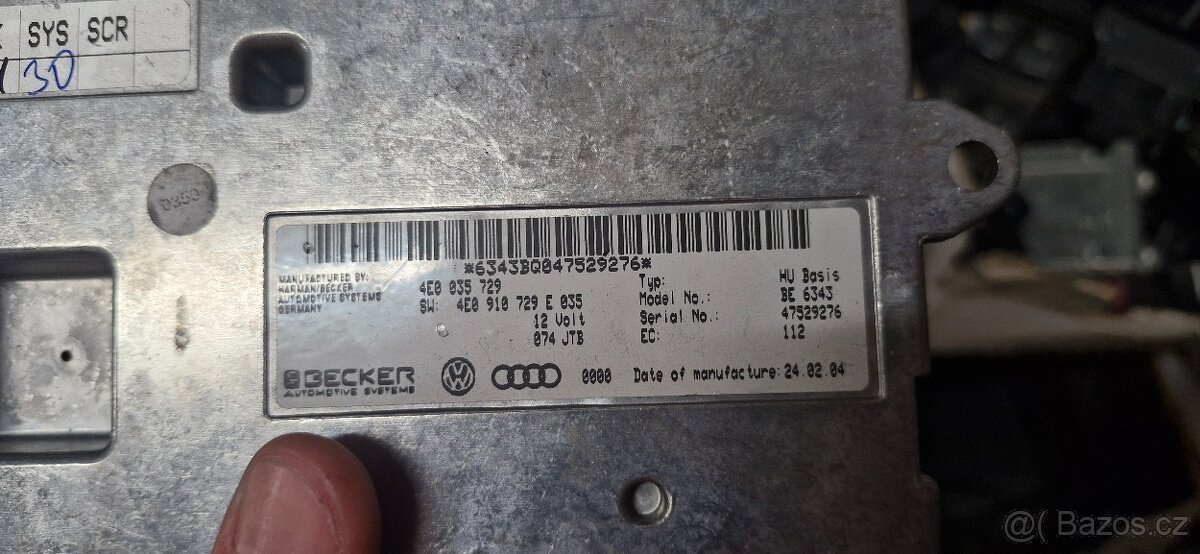 SYS SCR
30
0350
*6343BQ047529276*
MANUFACTURED BY:
HARMAN/BECKER
AUTOMOTIVE SYSTEMS
GERMANY
4E0 035 729
SW: 4E0 910 729 E 035
12 Volt
074 JTB
Typ: HU Basis
Model No.: BE 6343
Serial No.: 47529276
EC: 112
BECKER
AUTOMOTIVE SYSTEMS
0000 Date of manufacture: 24.02.04
@( Bazos.cz